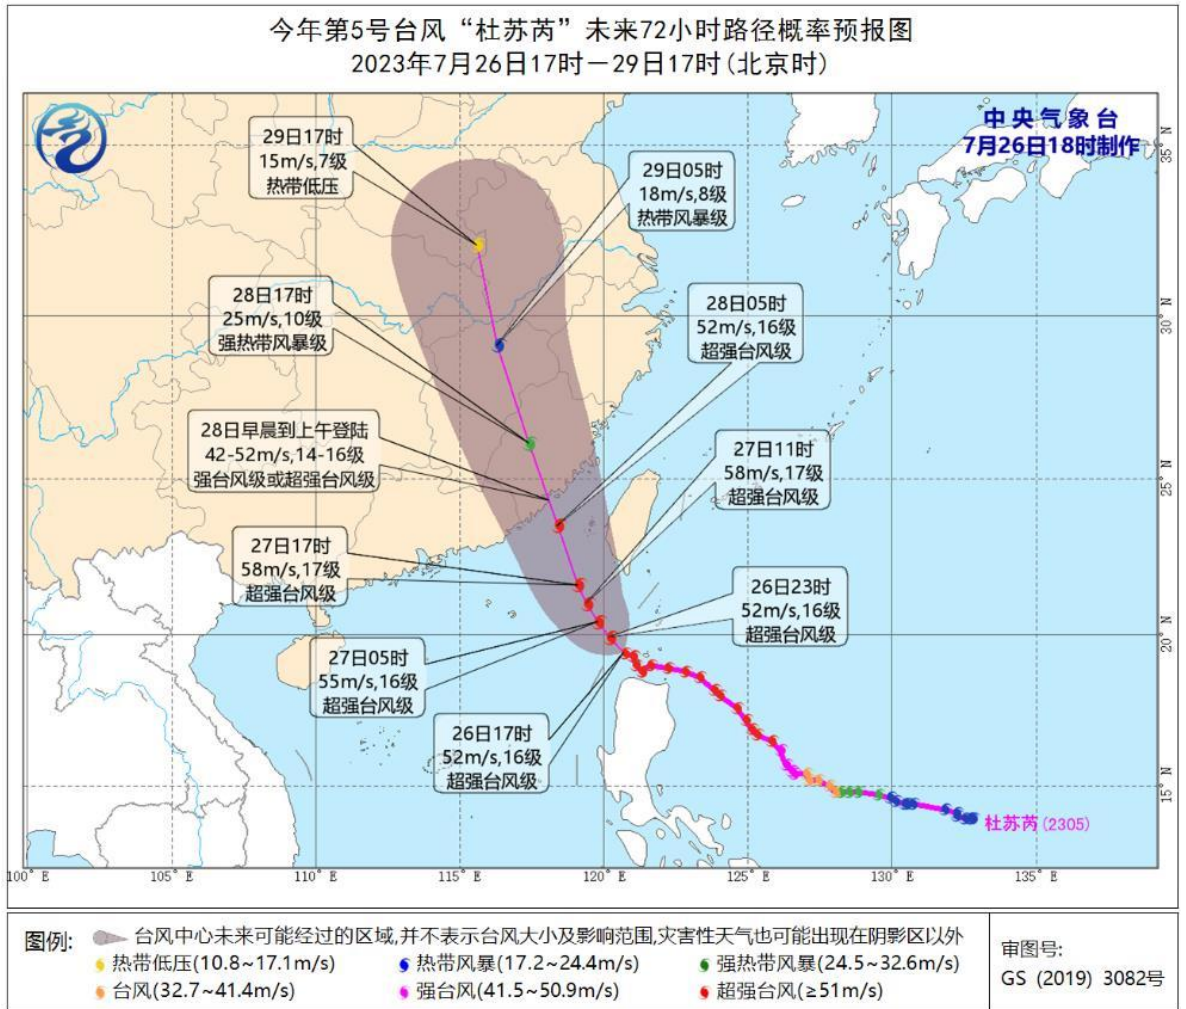 今年第5号台风“杜苏芮”未来72小时路径概率预报图
2023年7月26日17时－29日17时(北京时)
中央气象台
7月26日18时制作
29日17时
15m/s,7级
热带低压
29日05时
18m/s,8级
热带风暴级
28日17时
25m/s,10级
强热带风暴级
28日05时
52m/s,16级
超强台风级
28日早晨到上午登陆
42-52m/s,14-16级
强台风级或超强台风级
27日11时
58m/s,17级
超强台风级
27日17时
58m/s,17级
超强台风级
26日23时
52m/s,16级
超强台风级
27日05时
55m/s,16级
超强台风级
26日17时
52m/s,16级
超强台风级
杜苏芮(2305)
35°N
30°N
25°N
20°N
15°N
100°E
105°E
110°E
115°E
120°E
125°E
130°E
135°E
图例:
台风中心未来可能经过的区域,并不表示台风大小及影响范围,灾害性天气也可能出现在阴影区以外
热带低压(10.8~17.1m/s)
热带风暴(17.2~24.4m/s)
强热带风暴(24.5~32.6m/s)
台风(32.7~41.4m/s)
强台风(41.5~50.9m/s)
超强台风(≥51m/s)
审图号:
GS (2019) 3082号